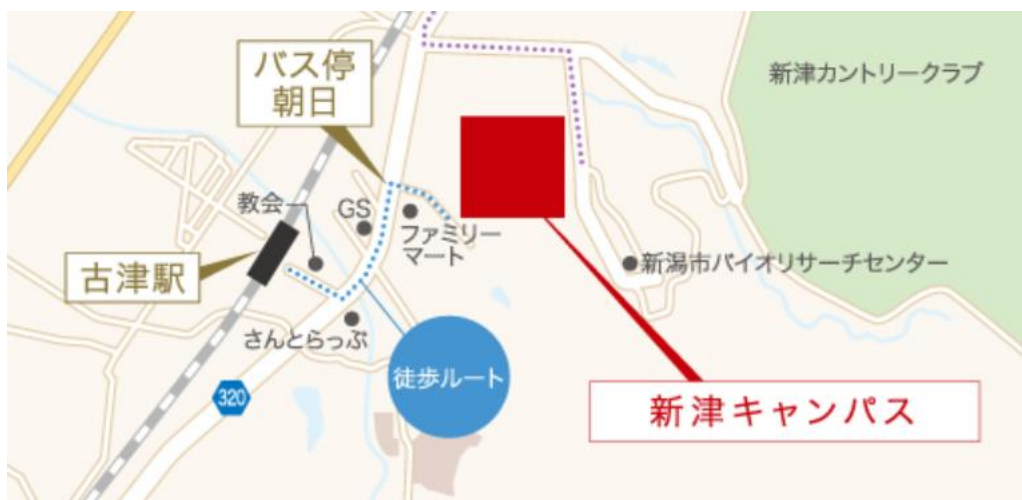 バス停
朝日
新津カントリークラブ
教会
GS
ファミリー
マート
古津駅
新潟市バイオリサーチセンター
さんとらっぷ
徒歩ルート
320
新津キャンパス